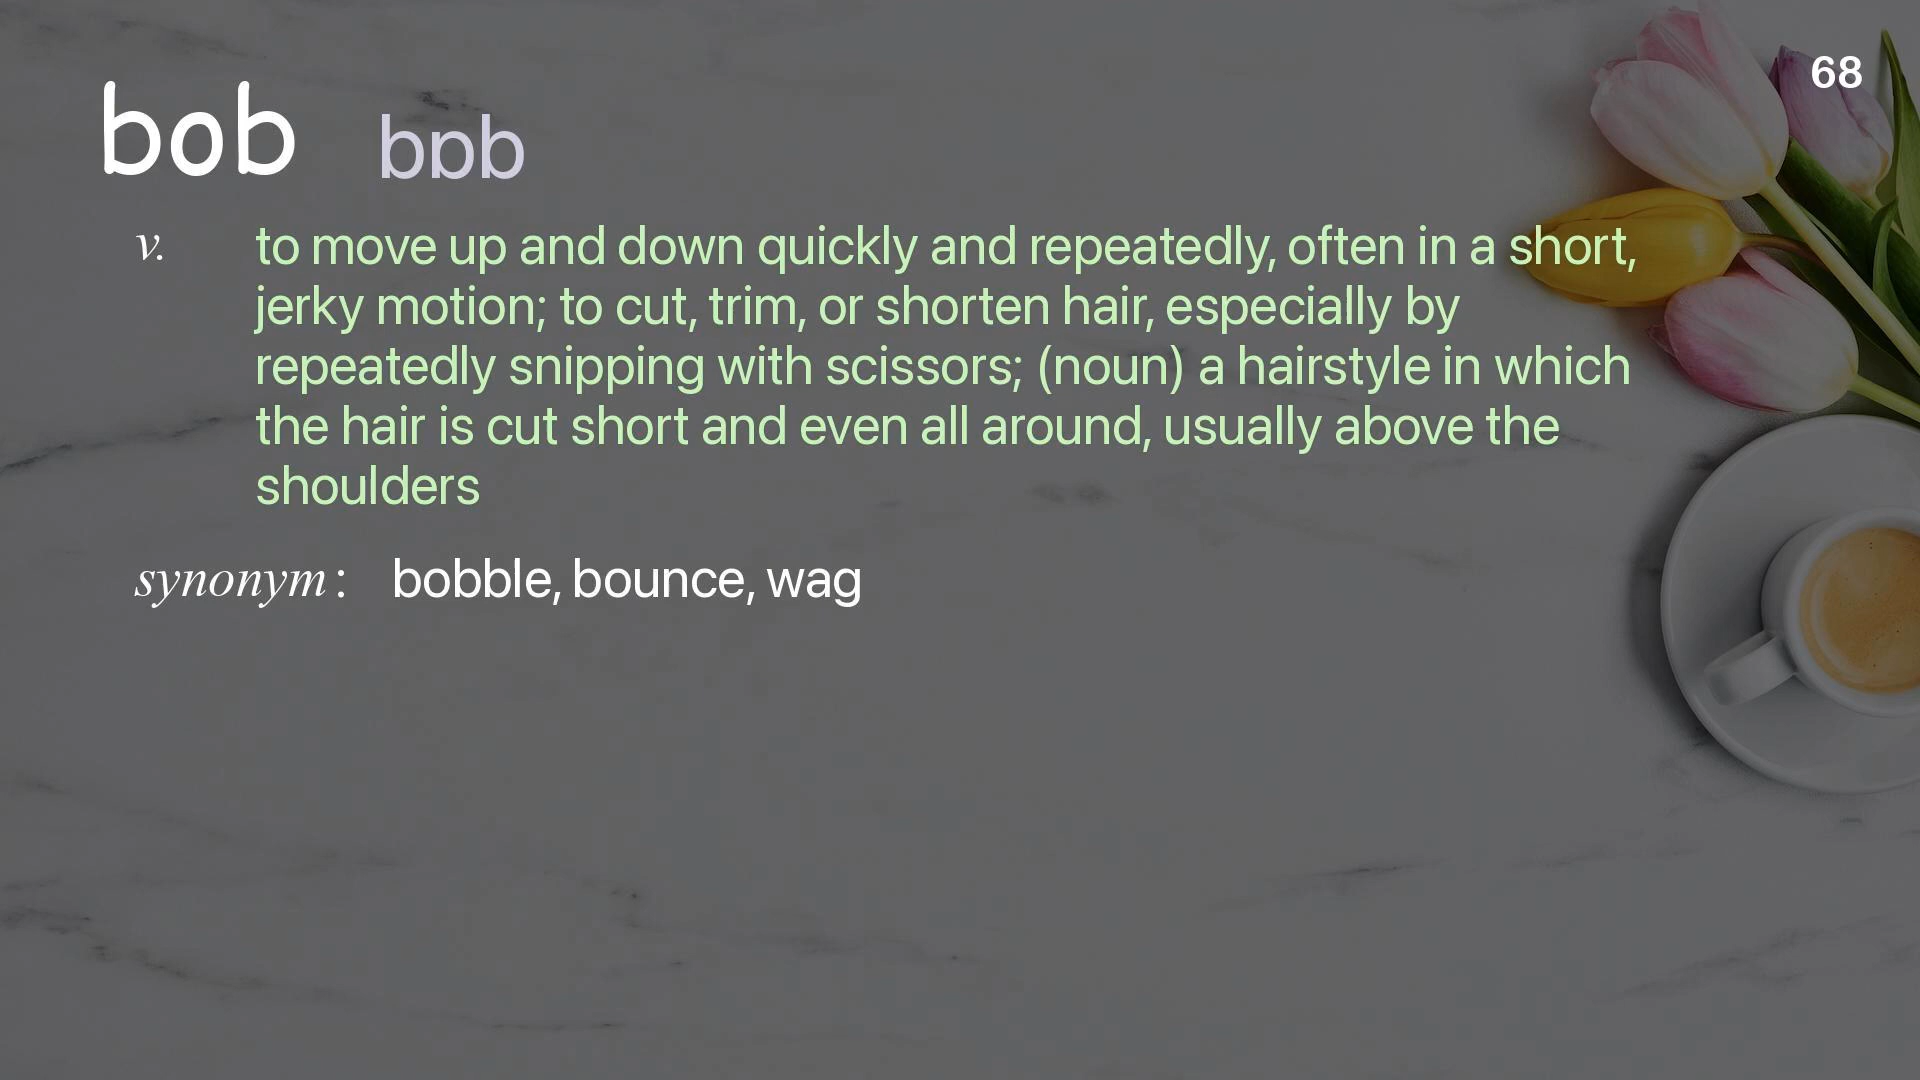 68
bob bɒb
v. to move up and down quickly and repeatedly, often in a short,
jerky motion; to cut, trim, or shorten hair, especially by
repeatedly snipping with scissors; (noun) a hairstyle in which
the hair is cut short and even all around, usually above the
shoulders
synonym: bobble, bounce, wag